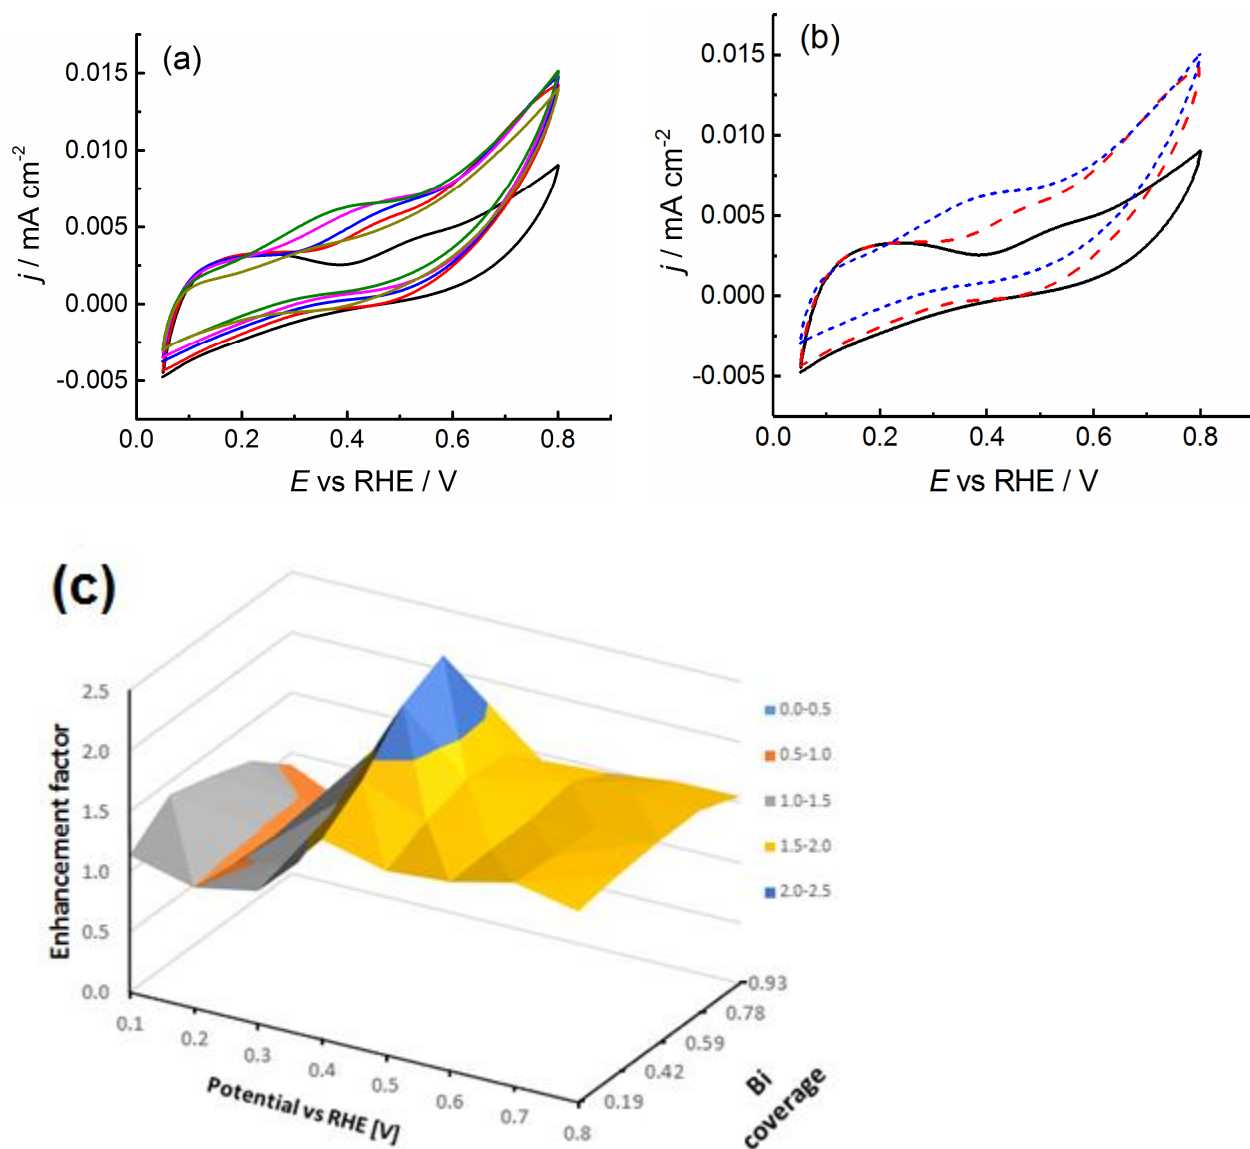 (a)
0.015
0.010
0.005
0.000
-0.005
j / mA cm-2
0.0 0.2 0.4 0.6 0.8
E vs RHE / V
(b)
0.015
0.010
0.005
0.000
-0.005
j / mA cm-2
0.0 0.2 0.4 0.6 0.8
E vs RHE / V
(c)
2.5
2.0
1.5
1.0
0.5
0.0
Enhancement factor
0.1
0.2
0.3
0.4
0.5
0.6
0.7
0.8
Potential vs RHE [V]
0.93
0.78
0.59
0.42
0.19
Bi
coverage
0.0-0.5
0.5-1.0
1.0-1.5
1.5-2.0
2.0-2.5